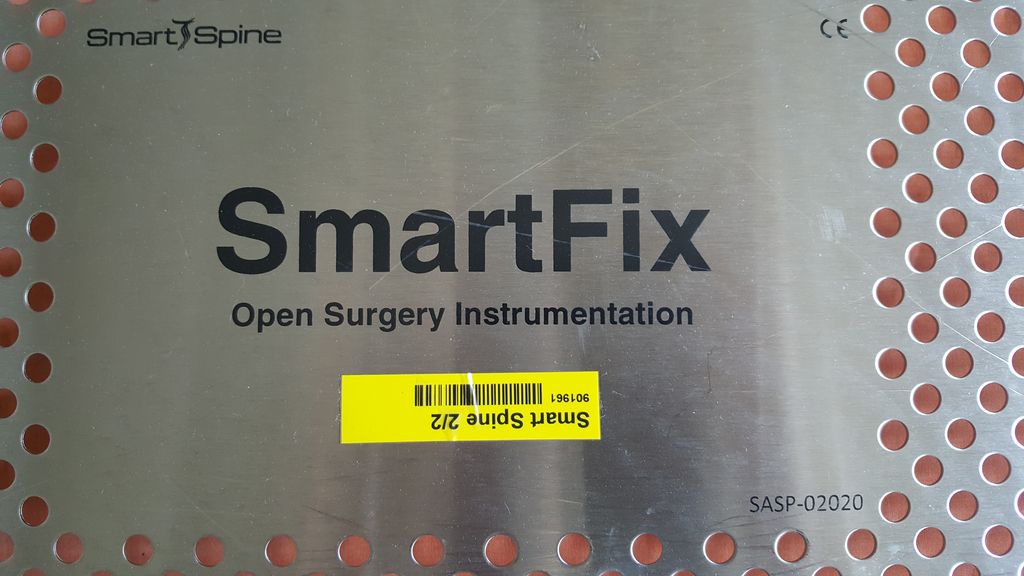 Smart Spine
CE
SmartFix
Open Surgery Instrumentation
Smart Spine 2/2
901961
SASP-02020